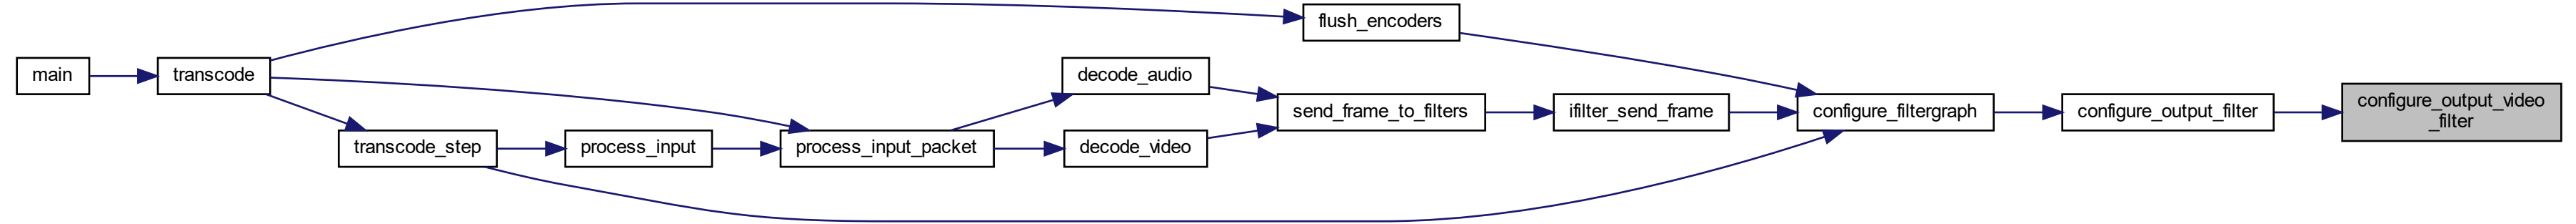 flush_encoders
main
transcode
decode_audio
send_frame_to_filters
ifilter_send_frame
configure_filtergraph
configure_output_filter
configure_output_video
_filter
transcode_step
process_input
process_input_packet
decode_video